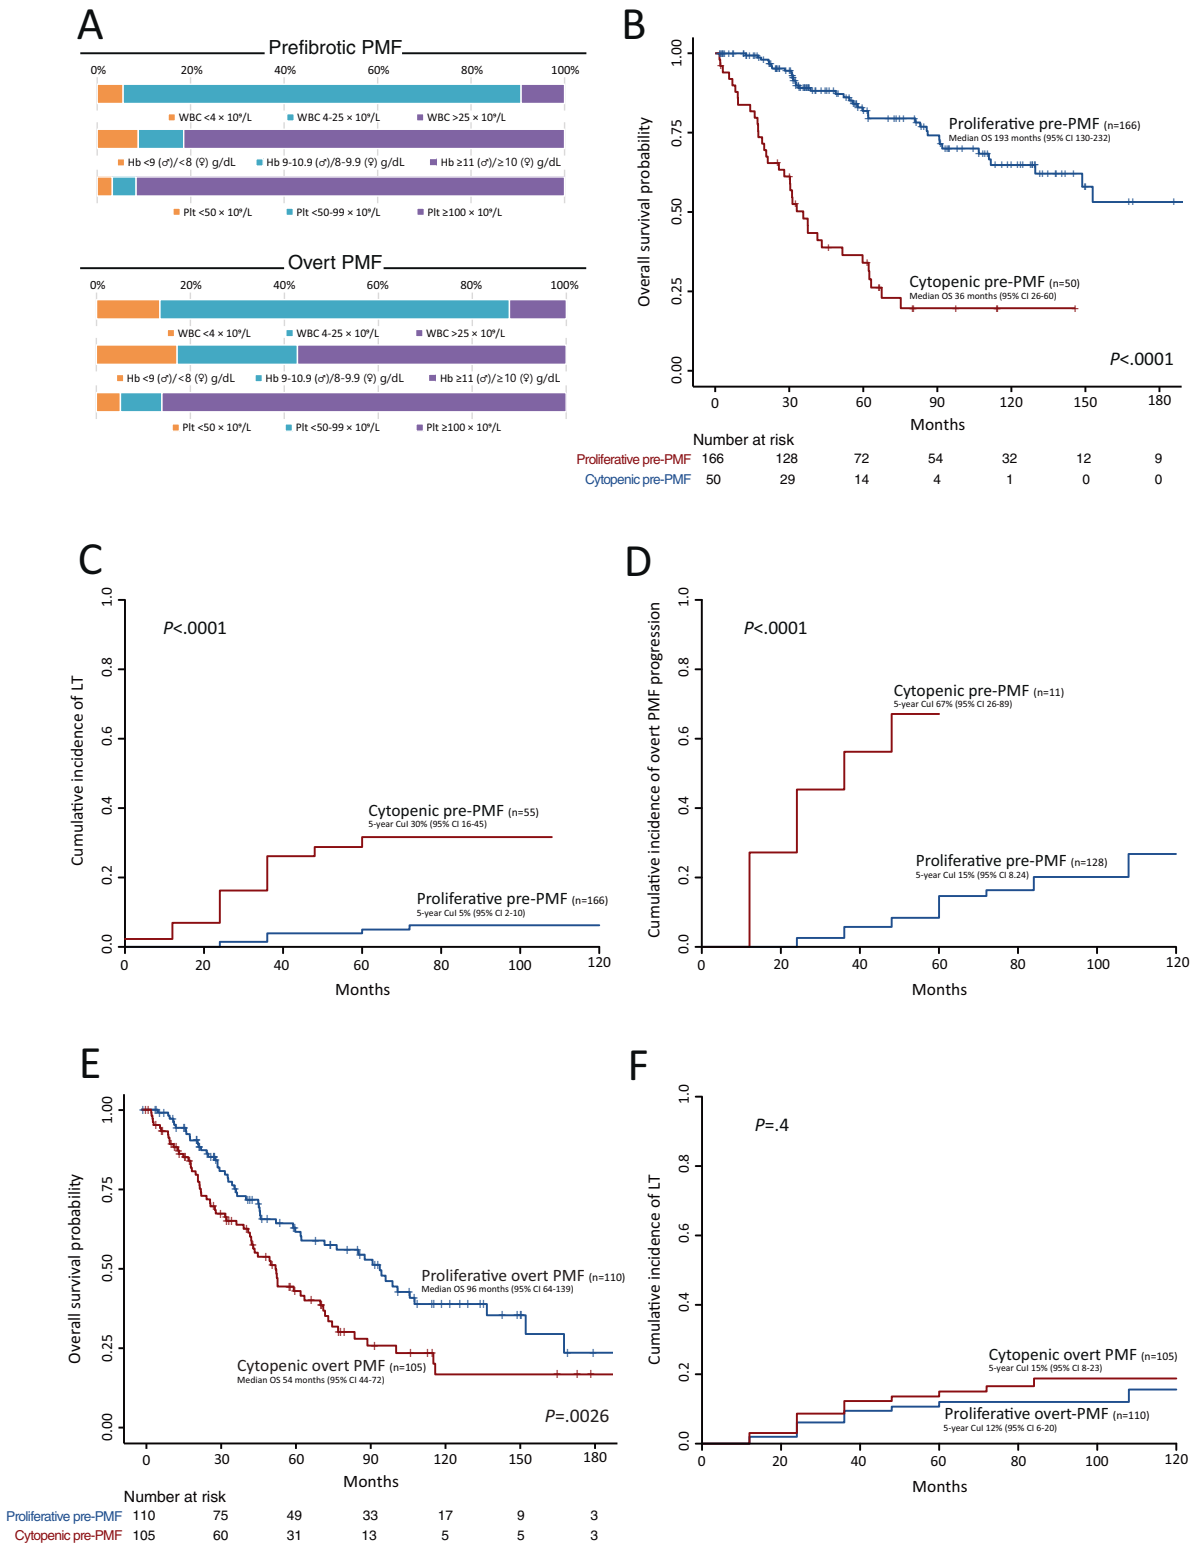 A
Prefibrotic PMF
0% 20% 40% 60% 80% 100%
WBC <4 × 10⁹/L WBC 4-25 × 10⁹/L WBC >25 × 10⁹/L
Hb <9 (♂)/<8 (♀) g/dL Hb 9-10.9 (♂)/8-9.9 (♀) g/dL Hb ≥11 (♂)/≥10 (♀) g/dL
Plt <50 × 10⁹/L Plt <50-99 × 10⁹/L Plt ≥100 × 10⁹/L
Overt PMF
0% 20% 40% 60% 80% 100%
WBC <4 × 10⁹/L WBC 4-25 × 10⁹/L WBC >25 × 10⁹/L
Hb <9 (♂)/<8 (♀) g/dL Hb 9-10.9 (♂)/8-9.9 (♀) g/dL Hb ≥11 (♂)/≥10 (♀) g/dL
Plt <50 × 10⁹/L Plt <50-99 × 10⁹/L Plt ≥100 × 10⁹/L
B
Overall survival probability
1.00
0.75
0.50
0.25
0.00
Proliferative pre-PMF (n=166)
Median OS 193 months (95% CI 130-232)
Cytopenic pre-PMF (n=50)
Median OS 36 months (95% CI 26-60)
P<.0001
0 30 60 90 120 150 180
Months
Number at risk
Proliferative pre-PMF 166 128 72 54 32 12 9
Cytopenic pre-PMF 50 29 14 4 1 0 0
C
Cumulative incidence of LT
1.0
0.8
0.6
0.4
0.2
0.0
P<.0001
Cytopenic pre-PMF (n=55)
5-year CuI 30% (95% CI 16-45)
Proliferative pre-PMF (n=166)
5-year CuI 5% (95% CI 2-10)
0 20 40 60 80 100 120
Months
D
Cumulative incidence of overt PMF progression
1.0
0.8
0.6
0.4
0.2
0.0
P<.0001
Cytopenic pre-PMF (n=11)
5-year CuI 67% (95% CI 26-89)
Proliferative pre-PMF (n=128)
5-year CuI 15% (95% CI 8.24)
0 20 40 60 80 100 120
Months
E
Overall survival probability
1.00
0.75
0.50
0.25
0.00
Proliferative overt PMF (n=110)
Median OS 96 months (95% CI 64-139)
Cytopenic overt PMF (n=105)
Median OS 54 months (95% CI 44-72)
P=.0026
0 30 60 90 120 150 180
Months
Number at risk
Proliferative pre-PMF 110 75 49 33 17 9 3
Cytopenic pre-PMF 105 60 31 13 5 5 3
F
Cumulative incidence of LT
1.0
0.8
0.6
0.4
0.2
0.0
P=.4
Cytopenic overt PMF (n=105)
5-year CuI 15% (95% CI 8-23)
Proliferative overt-PMF (n=110)
5-year CuI 12% (95% CI 6-20)
0 20 40 60 80 100 120
Months